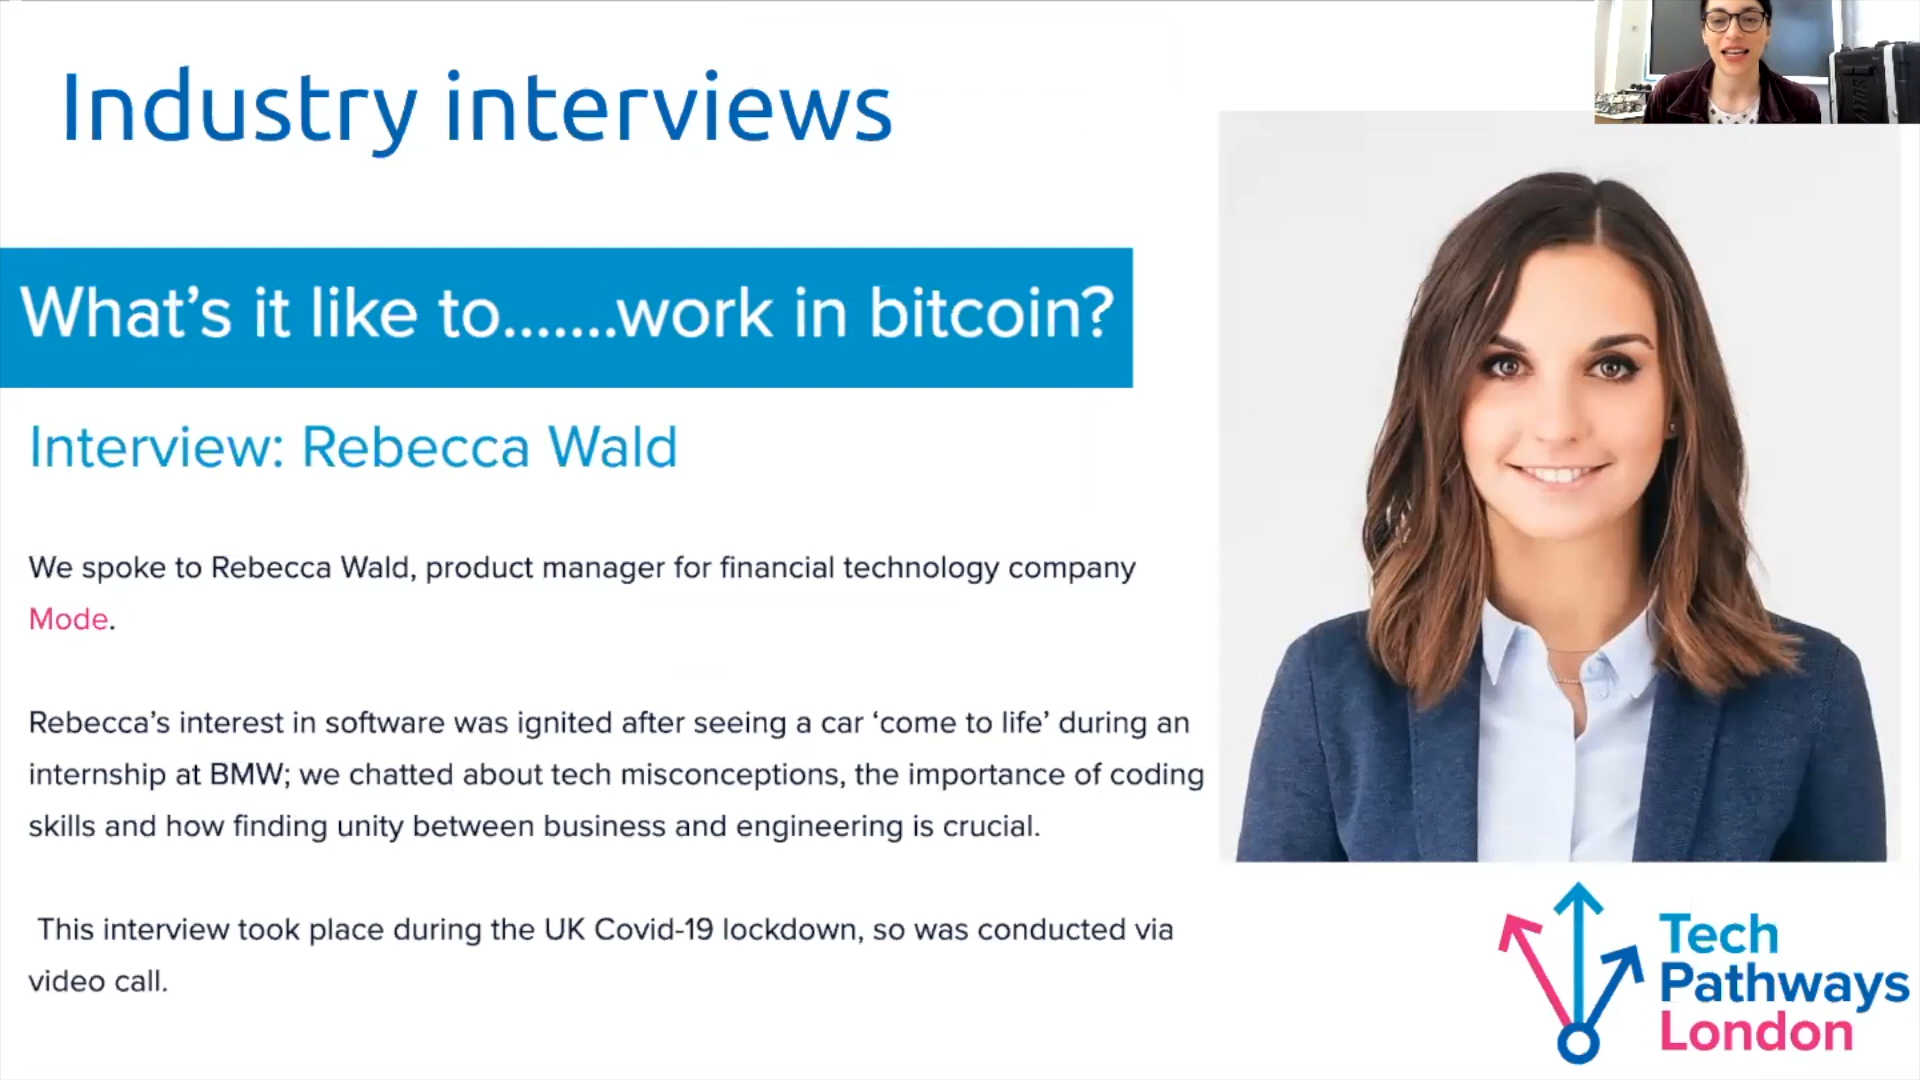 Industry interviews
What’s it like to.......work in bitcoin?
Interview: Rebecca Wald
We spoke to Rebecca Wald, product manager for financial technology company
Mode.
Rebecca’s interest in software was ignited after seeing a car ‘come to life’ during an
internship at BMW; we chatted about tech misconceptions, the importance of coding
skills and how finding unity between business and engineering is crucial.
This interview took place during the UK Covid-19 lockdown, so was conducted via
video call.
Tech
Pathways
London